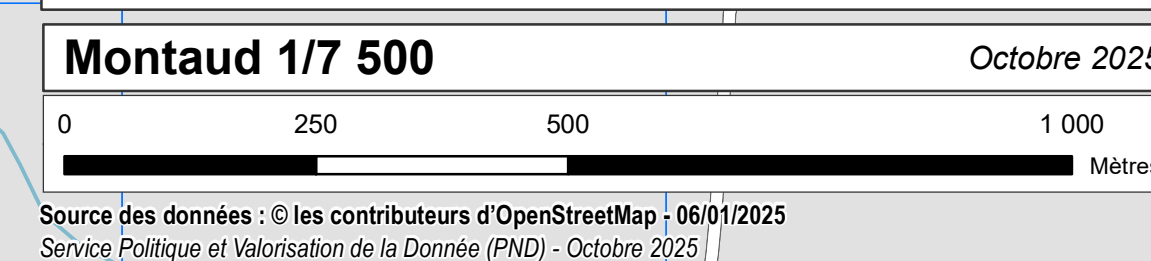 Montaud 1/7 500 Octobre 2025
0 250 500 1 000
Mètres
Source des données : © les contributeurs d'OpenStreetMap - 06/01/2025
Service Politique et Valorisation de la Donnée (PND) - Octobre 2025